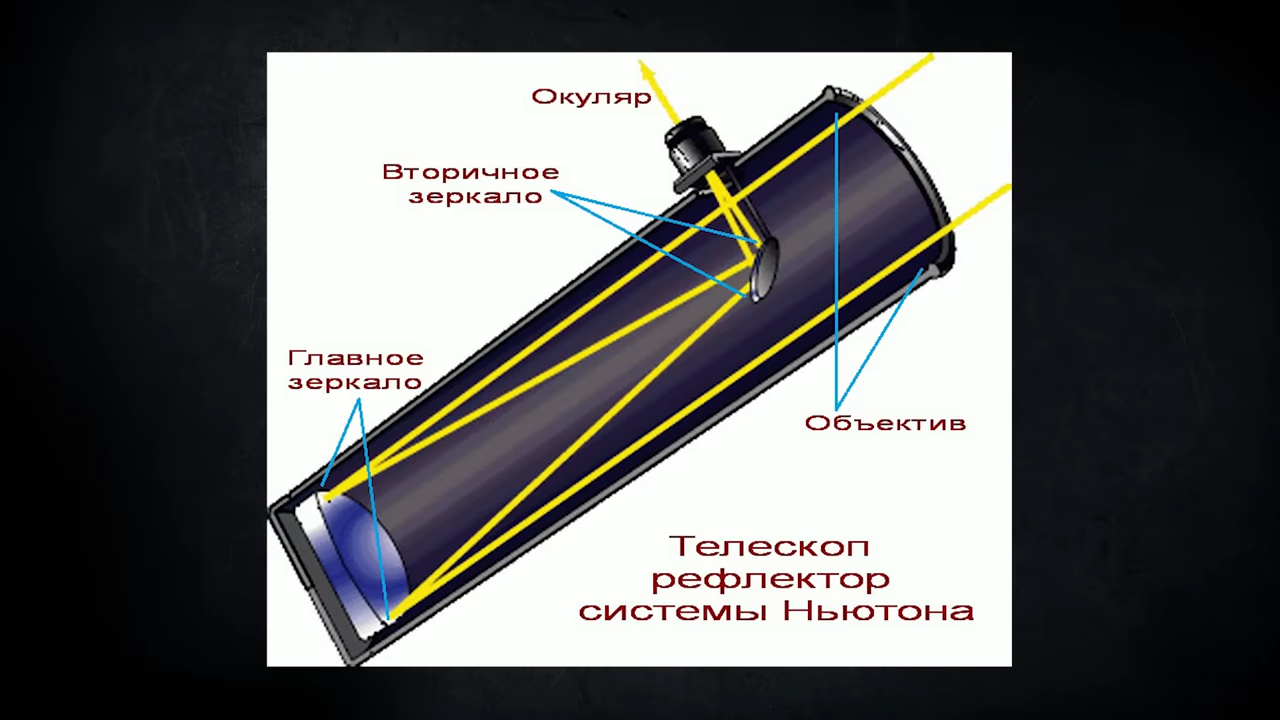 Окуляр
Вторичное
зеркало
Главное
зеркало
Объектив
Телескоп
рефлектор
системы Ньютона